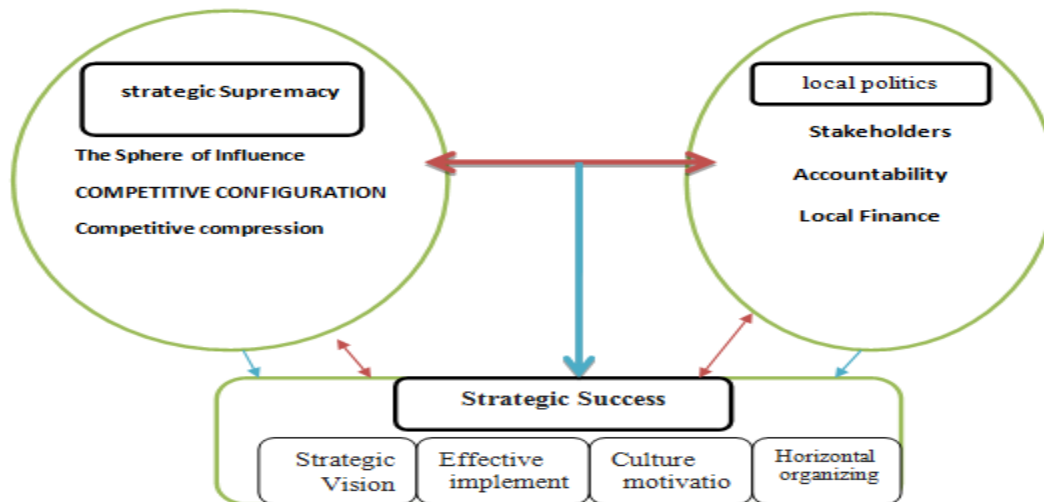 strategic Supremacy
The Sphere of Influence
COMPETITIVE CONFIGURATION
Competitive compression
local politics
Stakeholders
Accountability
Local Finance
Strategic Success
Strategic
Vision
Effective
implement
Culture
motivatio
Horizontal
organizing